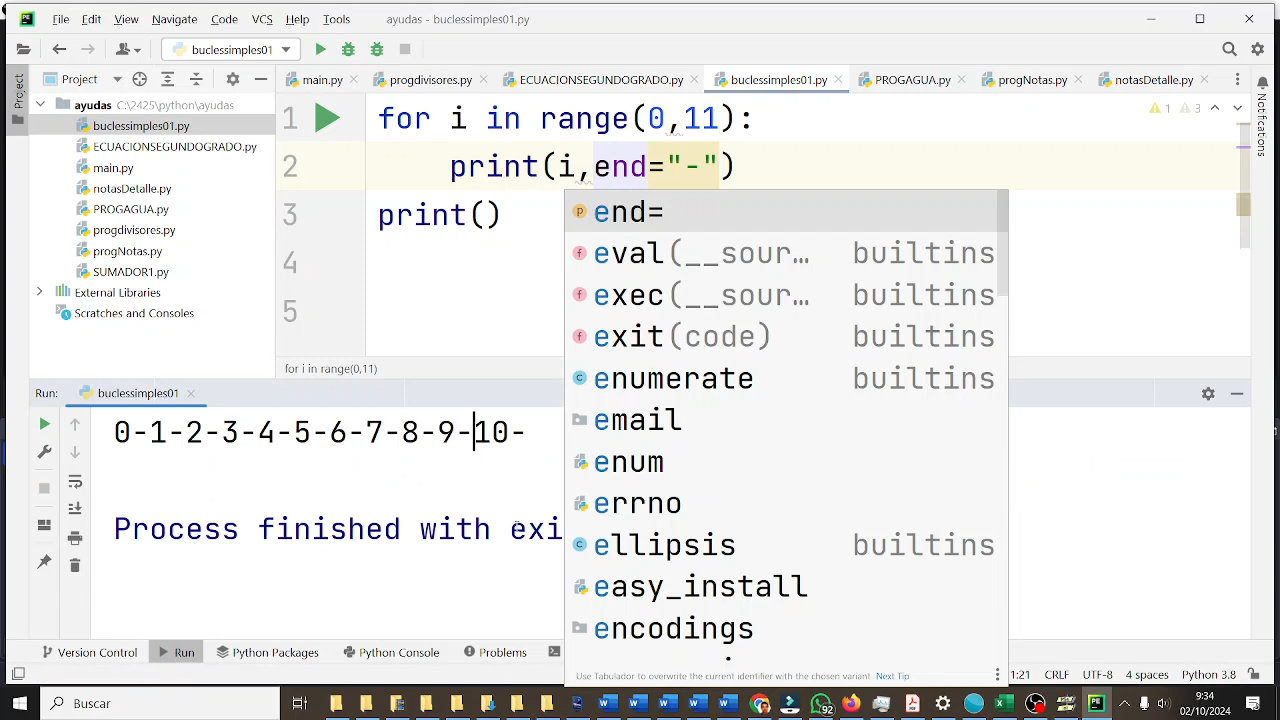 File Edit View Navigate Code VCS Help Tools ayudas - buclessimples01.py
buclessimples01
Project
main.py progdivisores.py ECUACIONSEGUNDOGRADO.py buclessimples01.py PROGAGUA.py progNotas.py notasDetalle.py
Project
Notifications
ayudas C:\2425\python\ayudas
buclessimples01.py
ECUACIONSEGUNDOGRADO.py
main.py
notasDetalle.py
PROGAGUA.py
progdivisores.py
progNotas.py
SUMADOR1.py
External Libraries
Scratches and Consoles
1 for i in range(0,11):
1 3
2 print(i,end="-")
3 print()
4
5
end=
eval(__sour… builtins
exec(__sour… builtins
exit(code) builtins
enumerate builtins
email
enum
errno
ellipsis builtins
easy_install
encodings
Use Tabulador to overwrite the current identifier with the chosen variant Next Tip
for i in range(0,11)
Run: buclessimples01
0-1-2-3-4-5-6-7-8-9-10-
Process finished with exi
Version Control Run Python Packages Python Console Problems
1:21 CRLF UTF-8 4 spaces Python 3.8
Buscar
92
9:34
02/10/2024